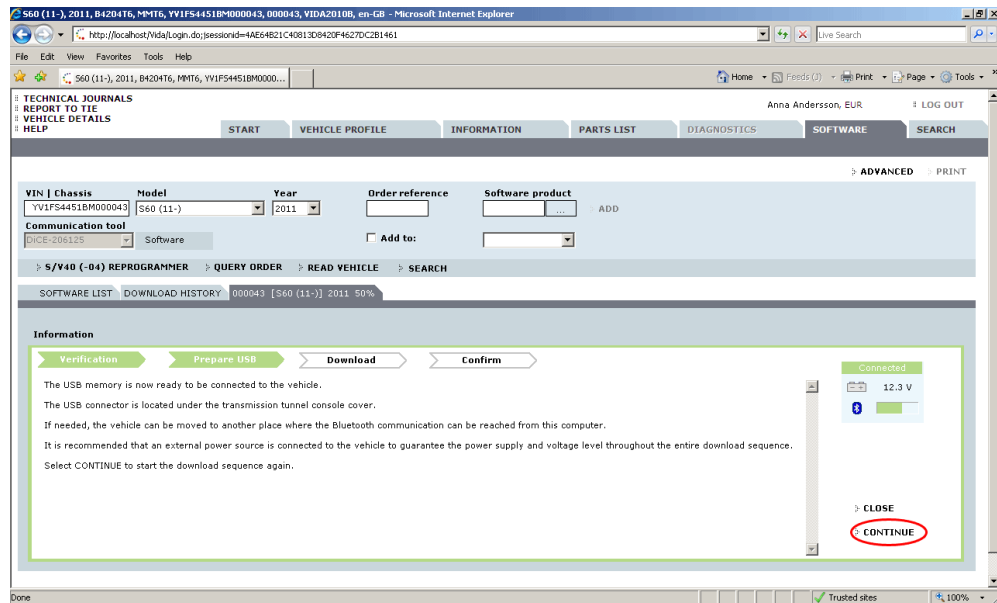 S60 (11-), 2011, B4204T6, MMT6, YV1FS4451BM000043, 000043, VIDA2010B, en-GB - Microsoft Internet Explorer
http://localhost/Vida/Login.do;jsessionid=4AE64B21C40813D8420F4627DC2B1461
Live Search
File Edit View Favorites Tools Help
S60 (11-), 2011, B4204T6, MMT6, YV1FS4451BM0000...
Home Feeds (J) Print Page Tools
TECHNICAL JOURNALS
REPORT TO TIE
VEHICLE DETAILS
HELP
Anna Andersson, EUR
LOG OUT
START VEHICLE PROFILE INFORMATION PARTS LIST DIAGNOSTICS SOFTWARE SEARCH
ADVANCED PRINT
VIN | Chassis Model Year Order reference Software product
YV1FS4451BM000043 S60 (11-) 2011 ... ADD
Communication tool
DiCE-206125 Software Add to:
S/V40 (-04) REPROGRAMMER QUERY ORDER READ VEHICLE SEARCH
SOFTWARE LIST DOWNLOAD HISTORY 000043 [S60 (11-)] 2011 50%
Information
Verification Prepare USB Download Confirm
Connected
12.3 V
The USB memory is now ready to be connected to the vehicle.
The USB connector is located under the transmission tunnel console cover.
If needed, the vehicle can be moved to another place where the Bluetooth communication can be reached from this computer.
It is recommended that an external power source is connected to the vehicle to guarantee the power supply and voltage level throughout the entire download sequence.
Select CONTINUE to start the download sequence again.
CLOSE
CONTINUE
Done
Trusted sites
100%